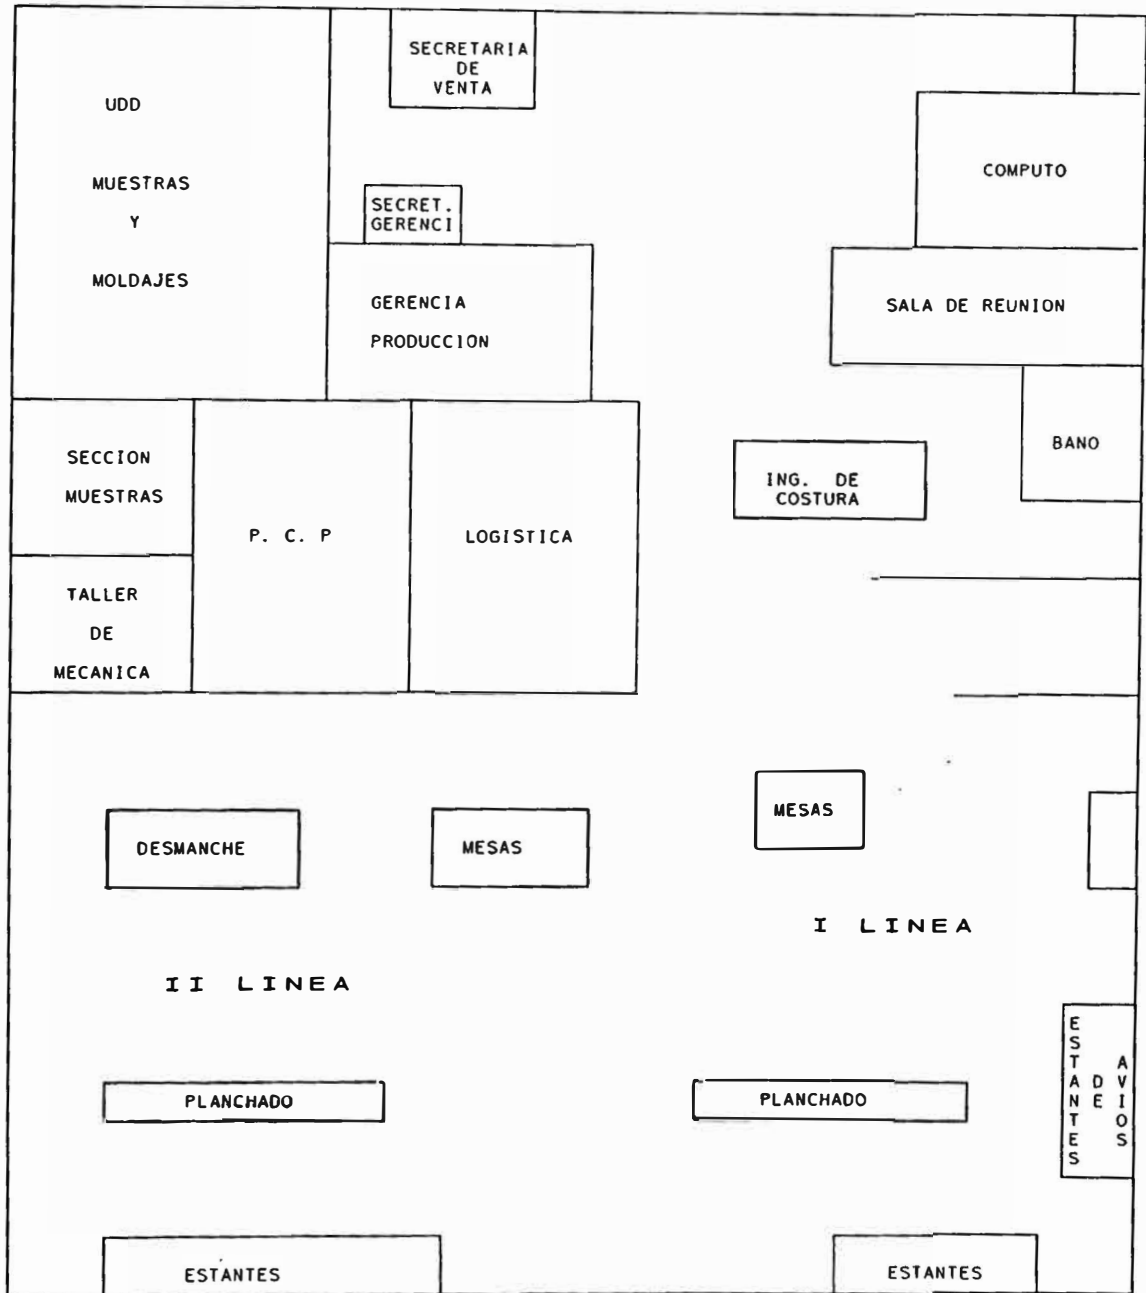 SECRETARIA
DE
VENTA
UDD
MUESTRAS
Y
MOLDAJES
SECRET.
GERENCI
COMPUTO
GERENCIA
PRODUCCION
SALA DE REUNION
SECCION
MUESTRAS
P. C. P
LOGISTICA
ING. DE
COSTURA
BANO
TALLER
DE
MECANICA
DESMANCHE
MESAS
MESAS
I LINEA
II LINEA
ESTANTES
DE
AVIOS
PLANCHADO
PLANCHADO
ESTANTES
ESTANTES